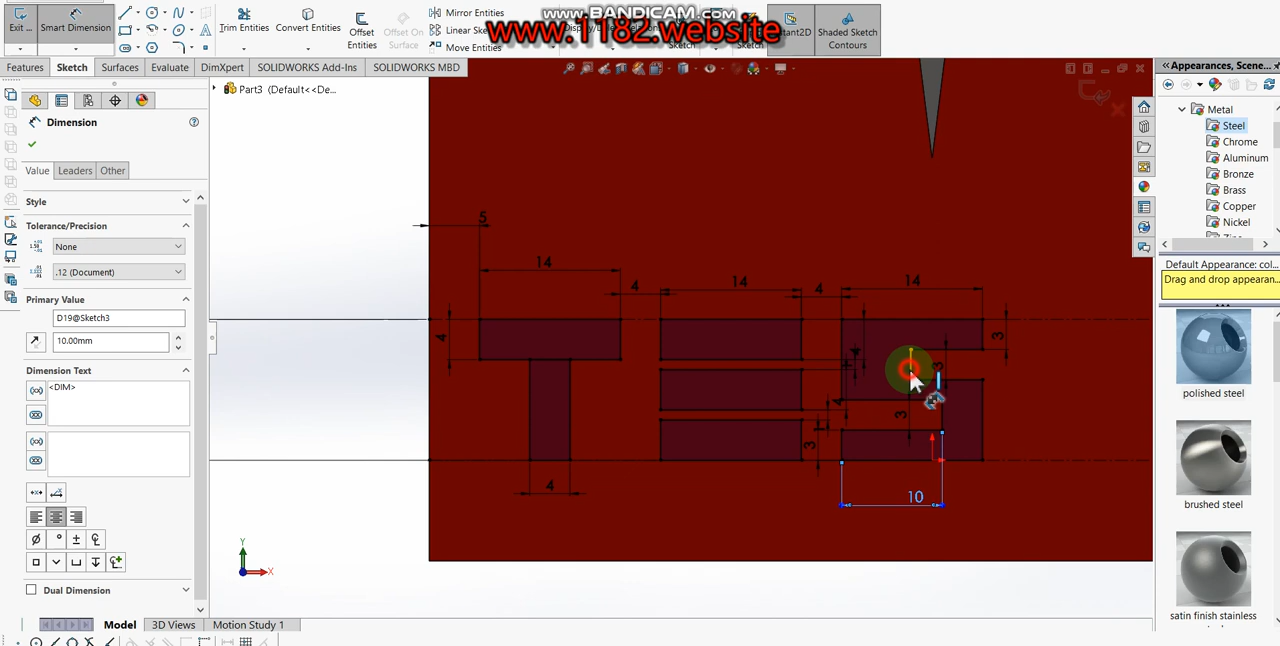 www.BANDICAM.com
www.1182.website
Exit ...
Smart Dimension
Trim Entities
Convert Entities
Offset Entities
Offset On Surface
Mirror Entities
Linear Sk
Move Entities
Sketch
Instant2D
Shaded Sketch Contours
Features
Sketch
Surfaces
Evaluate
DimXpert
SOLIDWORKS Add-Ins
SOLIDWORKS MBD
Part3 (Default<<De...
Dimension
Value
Leaders
Other
Style
Tolerance/Precision
None
.12 (Document)
Primary Value
D19@Sketch3
10.00mm
Dimension Text
<DIM>
Dual Dimension
5
14
4
14
4
14
4
3
4
3
4
3
3
4
10
X
Y
Model
3D Views
Motion Study 1
Appearances, Scene...
Metal
Steel
Chrome
Aluminum
Bronze
Brass
Copper
Nickel
Default Appearance: col...
Drag and drop appearan...
polished steel
brushed steel
satin finish stainless